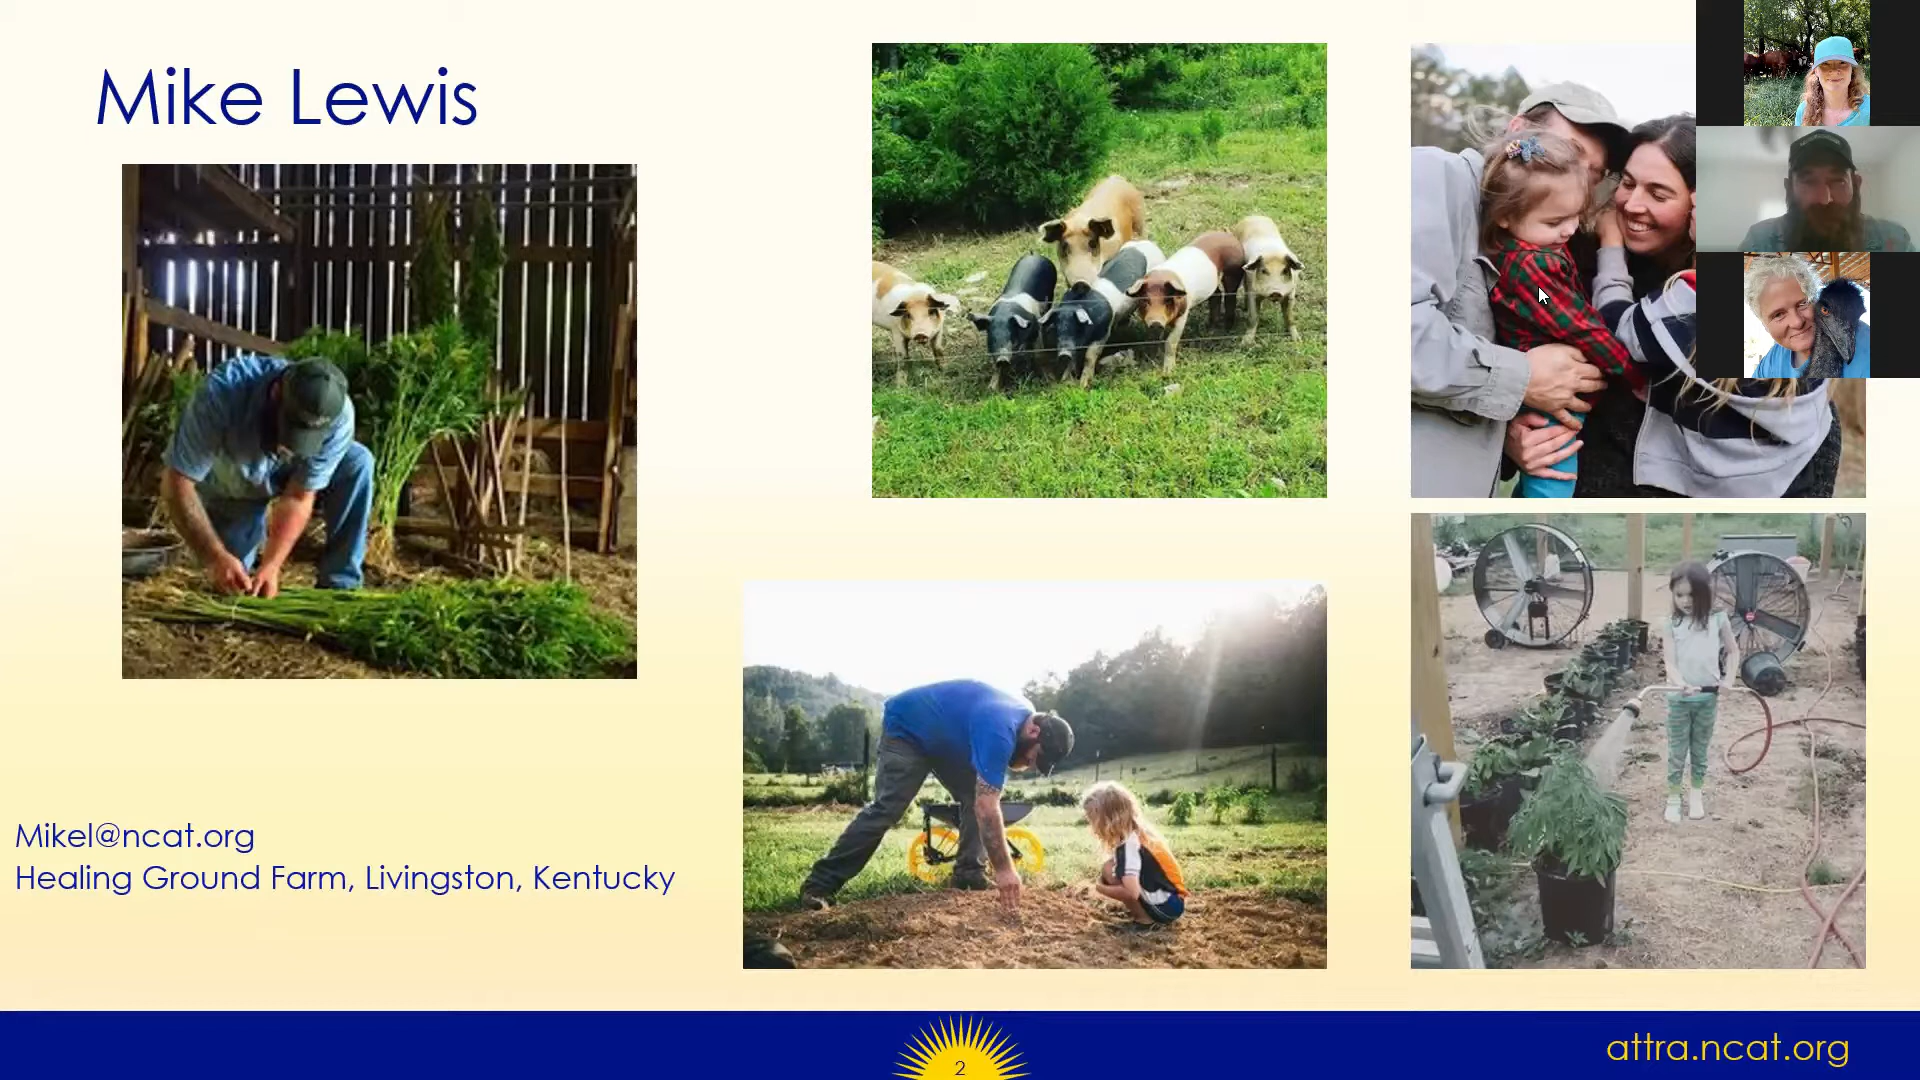 Mike Lewis
Mikel@ncat.org
Healing Ground Farm, Livingston, Kentucky
2
attra.ncat.org